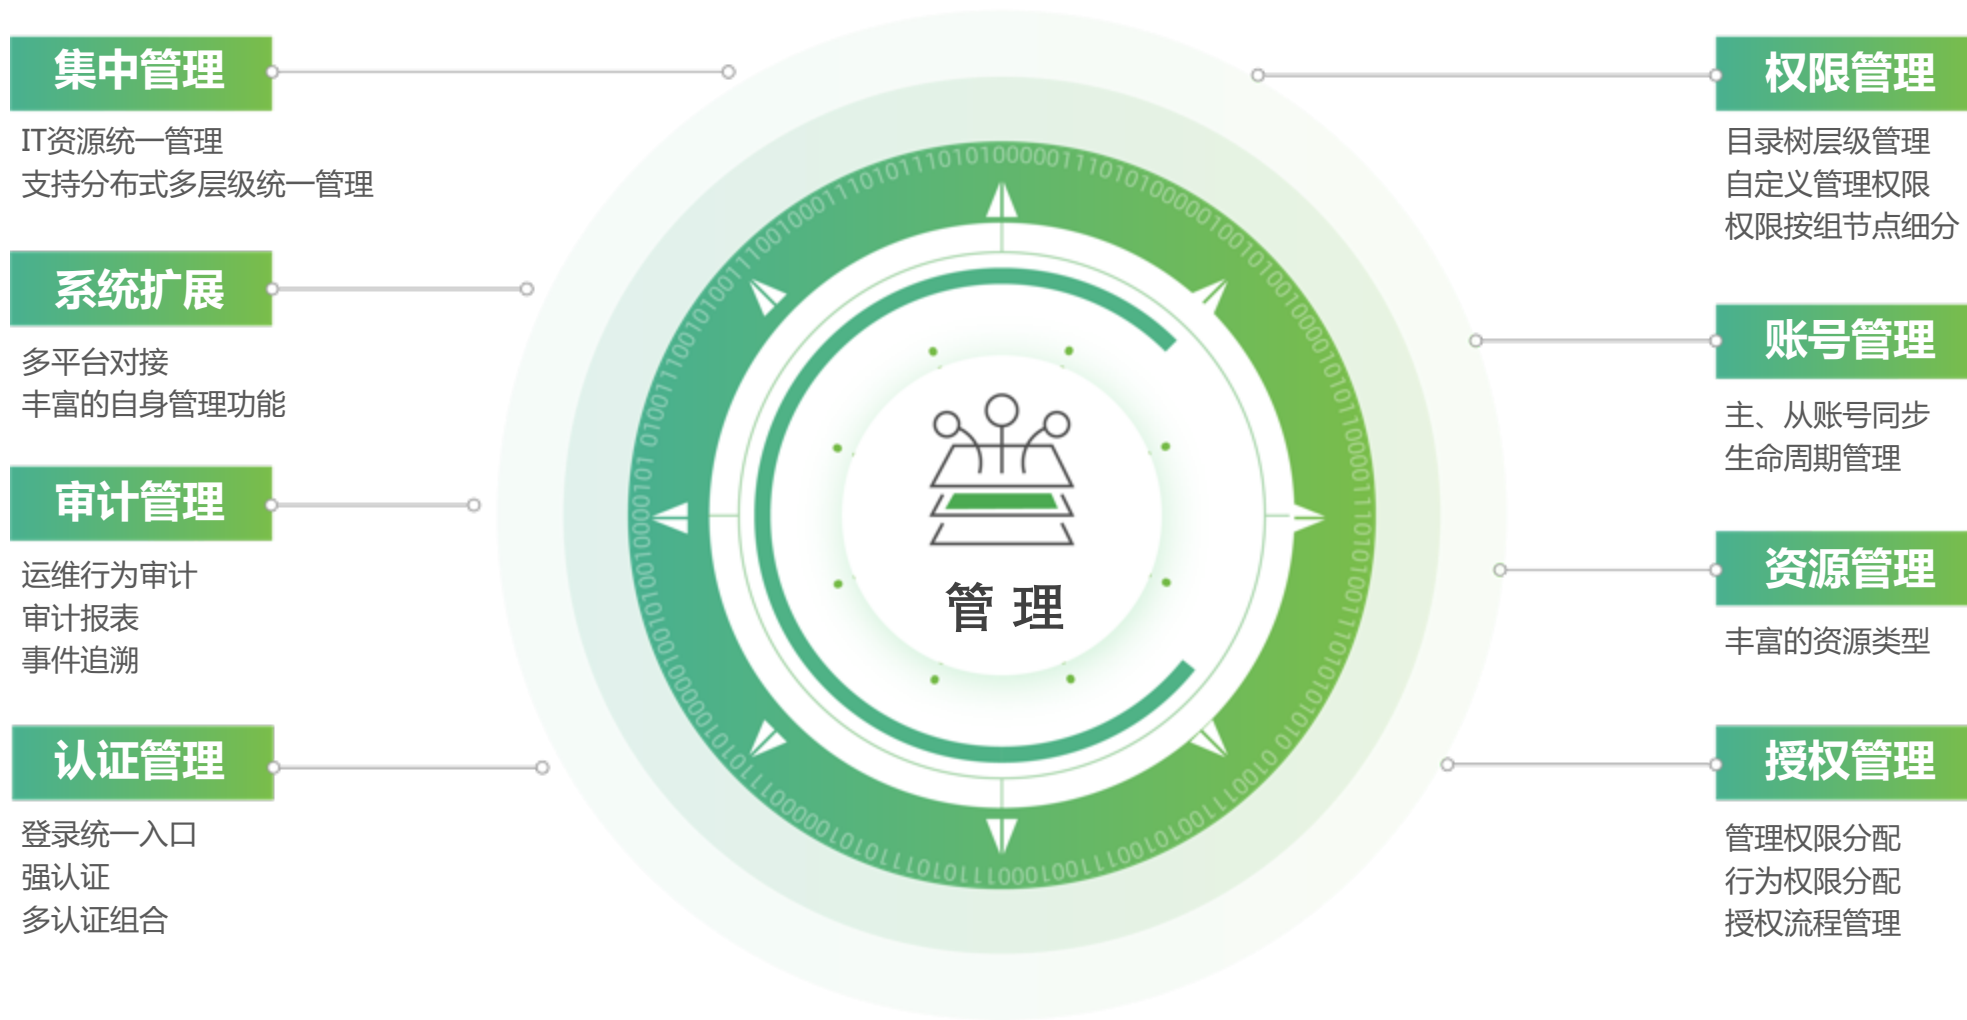 集中管理
IT资源统一管理
支持分布式多层级统一管理
系统扩展
多平台对接
丰富的自身管理功能
审计管理
运维行为审计
审计报表
事件追溯
认证管理
登录统一入口
强认证
多认证组合
管 理
权限管理
目录树层级管理
自定义管理权限
权限按组节点细分
账号管理
主、从账号同步
生命周期管理
资源管理
丰富的资源类型
授权管理
管理权限分配
行为权限分配
授权流程管理